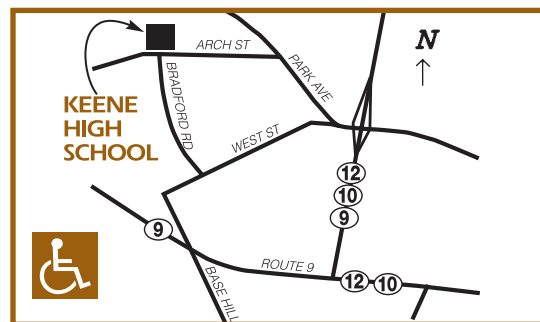 ARCH ST
PARK AVE
N
KEENE
HIGH
SCHOOL
BRADFORD RD
WEST ST
12
10
9
9
ROUTE 9
12
10
BASE HILL